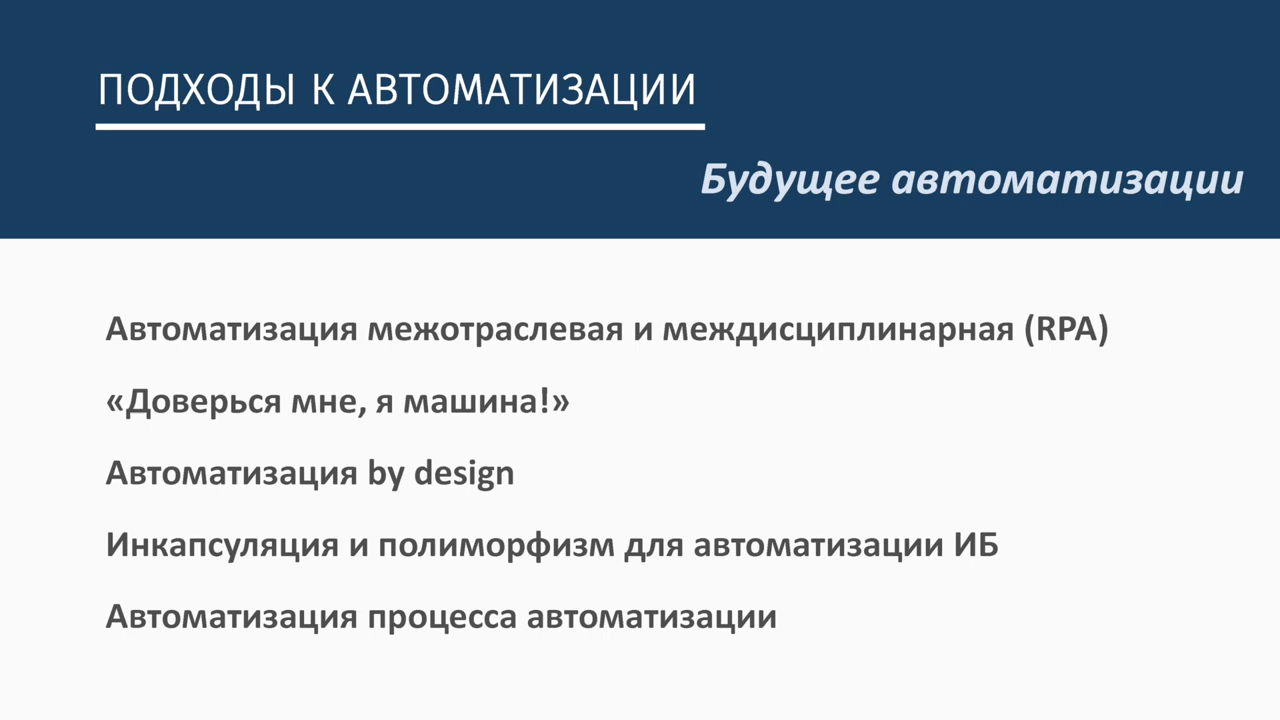 ПОДХОДЫ К АВТОМАТИЗАЦИИ
Будущее автоматизации
Автоматизация межотраслевая и междисциплинарная (RPA)
«Доверься мне, я машина!»
Автоматизация by design
Инкапсуляция и полиморфизм для автоматизации ИБ
Автоматизация процесса автоматизации